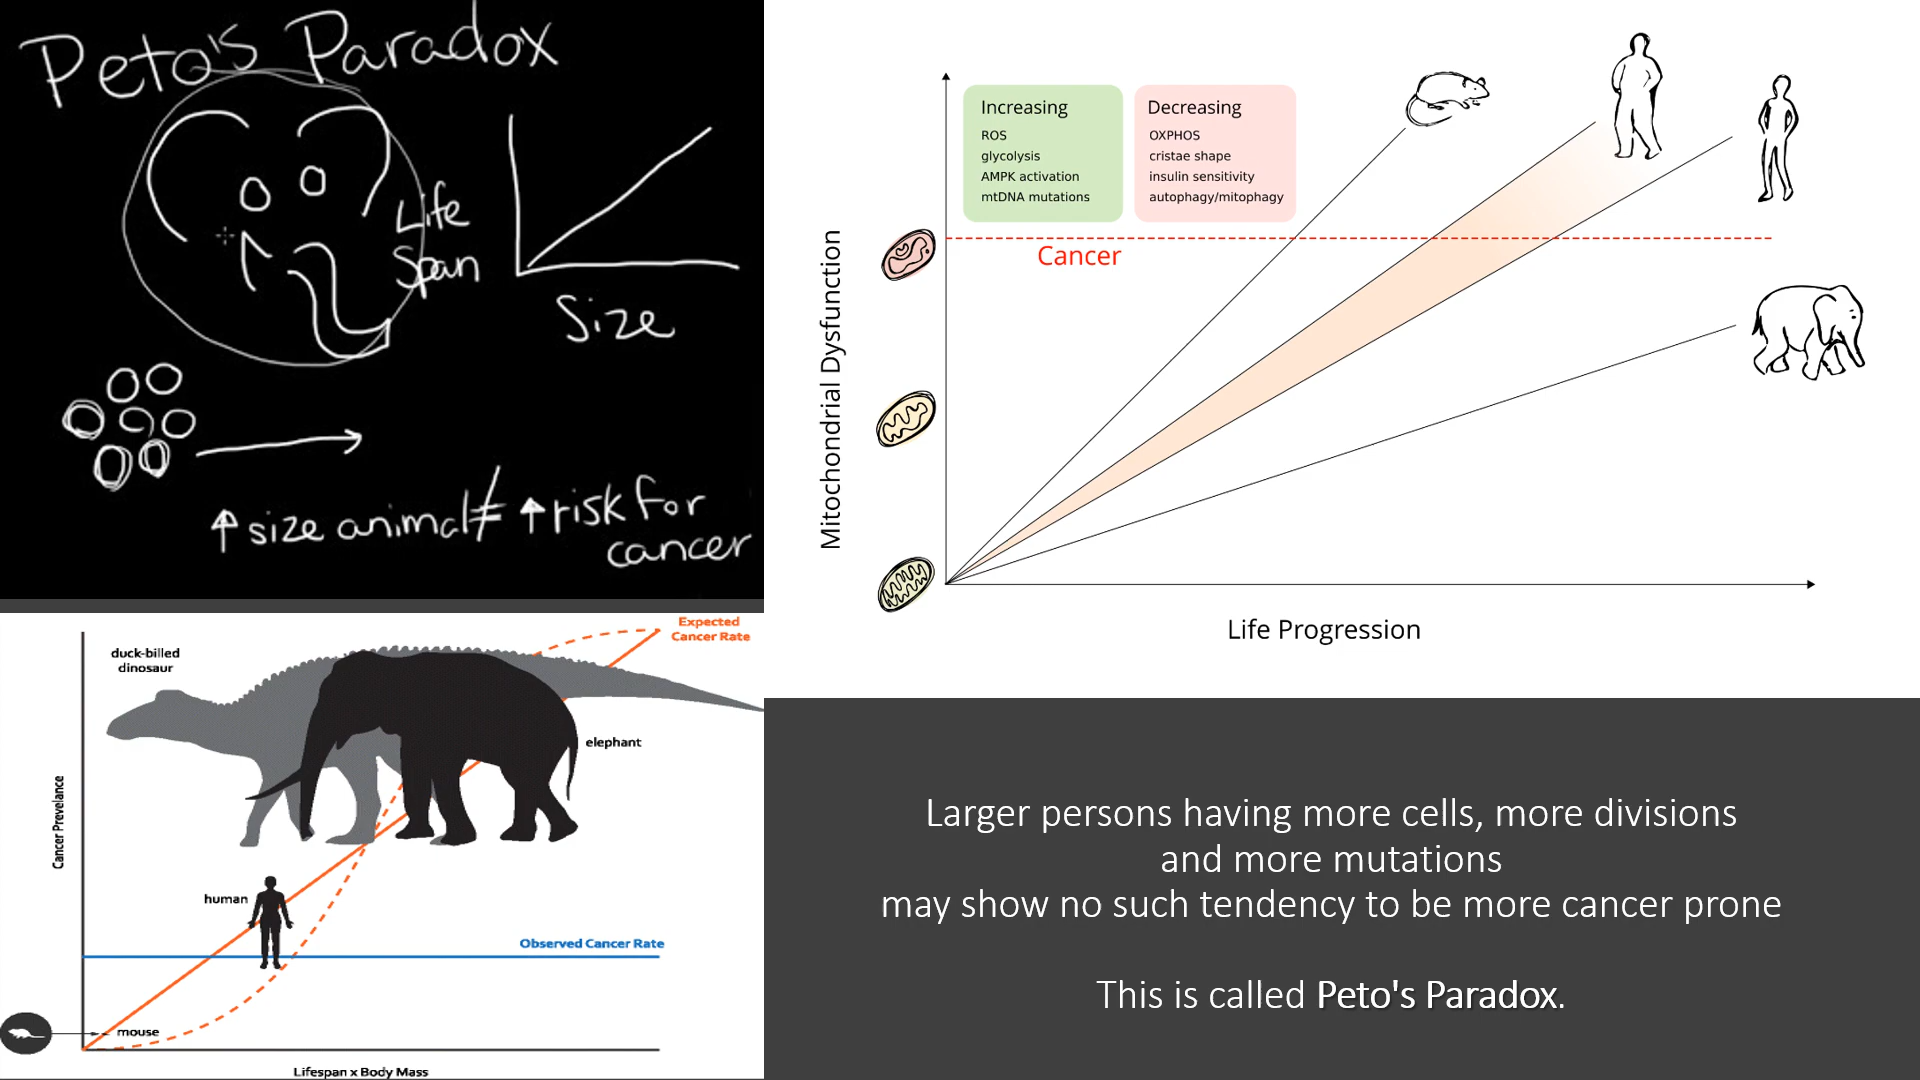 Peto's Paradox
Life
Span
Size
↑ size animal ≠ ↑ risk for
cancer
Increasing
ROS
glycolysis
AMPK activation
mtDNA mutations
Decreasing
OXPHOS
cristae shape
insulin sensitivity
autophagy/mitophagy
Cancer
Mitochondrial Dysfunction
Life Progression
Expected
Cancer Rate
duck-billed
dinosaur
elephant
Cancer Prevelance
human
Observed Cancer Rate
mouse
Lifespan x Body Mass
Larger persons having more cells, more divisions
and more mutations
may show no such tendency to be more cancer prone
This is called Peto's Paradox.